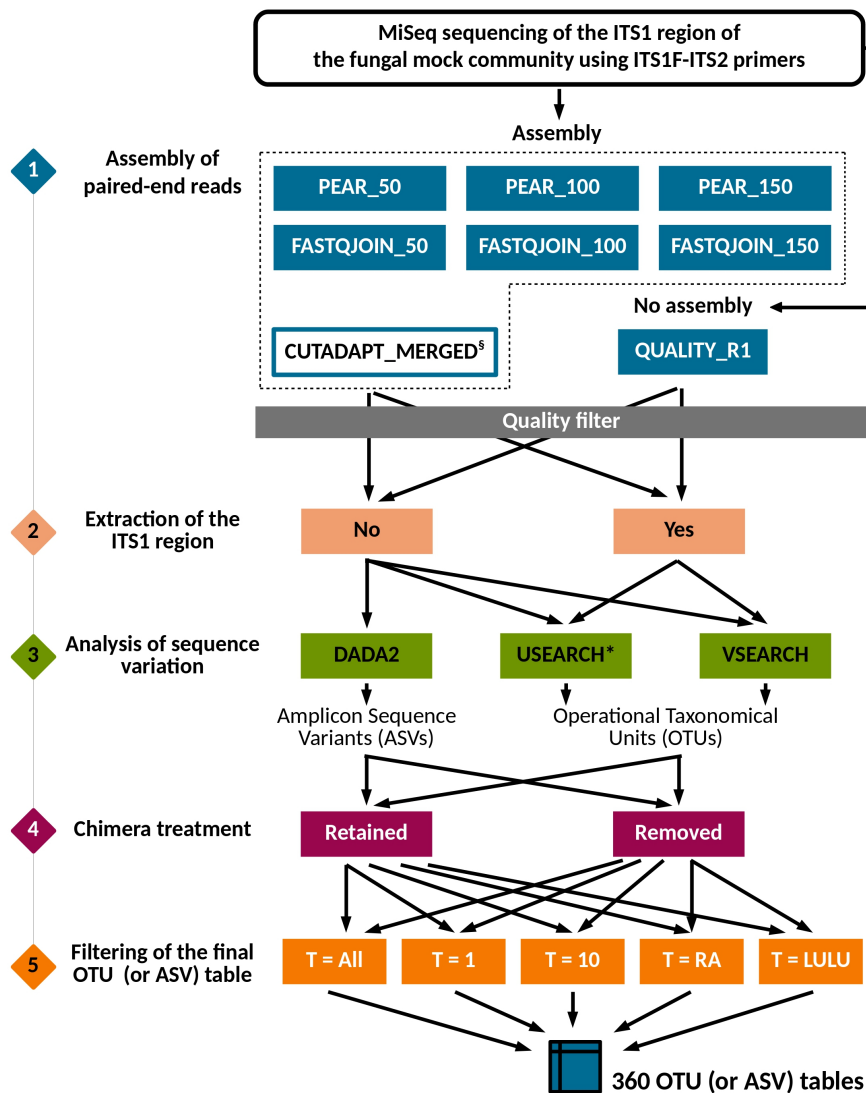 MiSeq sequencing of the ITS1 region of
the fungal mock community using ITS1F-ITS2 primers
Assembly
1
Assembly of
paired-end reads
PEAR_50
PEAR_100
PEAR_150
FASTQJOIN_50
FASTQJOIN_100
FASTQJOIN_150
No assembly
CUTADAPT_MERGED§
QUALITY_R1
Quality filter
2
Extraction of the
ITS1 region
No
Yes
3
Analysis of sequence
variation
DADA2
USEARCH*
VSEARCH
Amplicon Sequence
Variants (ASVs)
Operational Taxonomical
Units (OTUs)
4
Chimera treatment
Retained
Removed
5
Filtering of the final
OTU (or ASV) table
T = All
T = 1
T = 10
T = RA
T = LULU
360 OTU (or ASV) tables